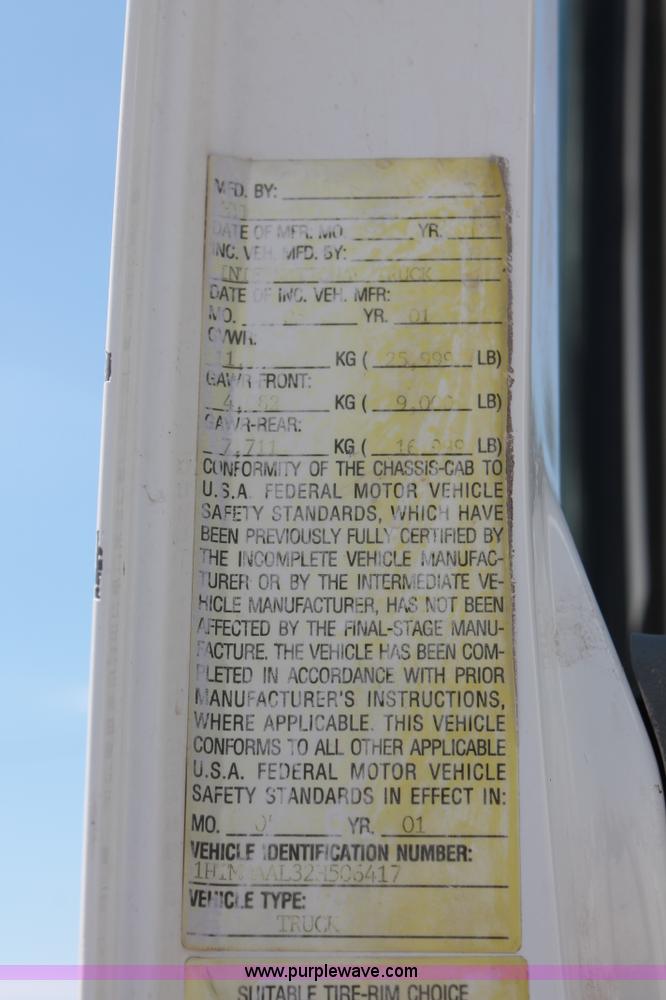 MFD. BY:
DATE OF MFR. MO. YR.
INC. VEH. MFD. BY:
INTERNATIONAL TRUCK
DATE OF INC. VEH. MFR:
MO. YR. 01
GVWR:
KG ( 25,999 LB)
GAWR FRONT:
KG ( 9,000 LB)
GAWR-REAR:
7,711 KG ( LB)
CONFORMITY OF THE CHASSIS-CAB TO
U.S.A. FEDERAL MOTOR VEHICLE
SAFETY STANDARDS, WHICH HAVE
BEEN PREVIOUSLY FULLY CERTIFIED BY
THE INCOMPLETE VEHICLE MANUFAC-
TURER OR BY THE INTERMEDIATE VE-
HICLE MANUFACTURER, HAS NOT BEEN
AFFECTED BY THE FINAL-STAGE MANU-
FACTURE. THE VEHICLE HAS BEEN COM-
PLETED IN ACCORDANCE WITH PRIOR
MANUFACTURER'S INSTRUCTIONS,
WHERE APPLICABLE. THIS VEHICLE
CONFORMS TO ALL OTHER APPLICABLE
U.S.A. FEDERAL MOTOR VEHICLE
SAFETY STANDARDS IN EFFECT IN:
MO. YR. 01
VEHICLE IDENTIFICATION NUMBER:
VEHICLE TYPE:
TRUCK
www.purplewave.com
SUITABLE TIRE-RIM CHOICE